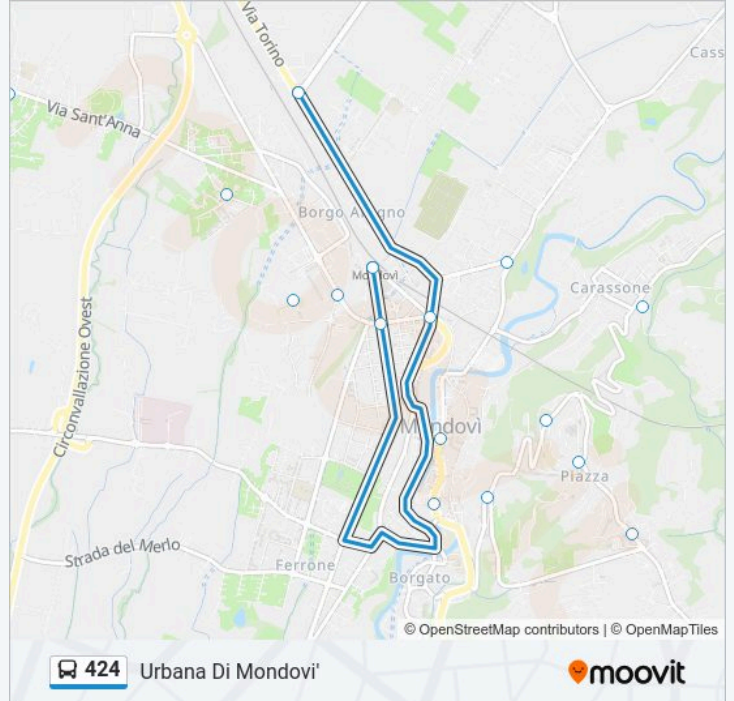 Via Torino
Cass
Via Sant'Anna
Borgo Aragno
Mondovì
Carassone
Circonvallazione Ovest
Mondovì
Piazza
Strada del Merlo
Ferrone
Borgato
© OpenStreetMap contributors | © OpenMapTiles
424 Urbana Di Mondovi' moovit